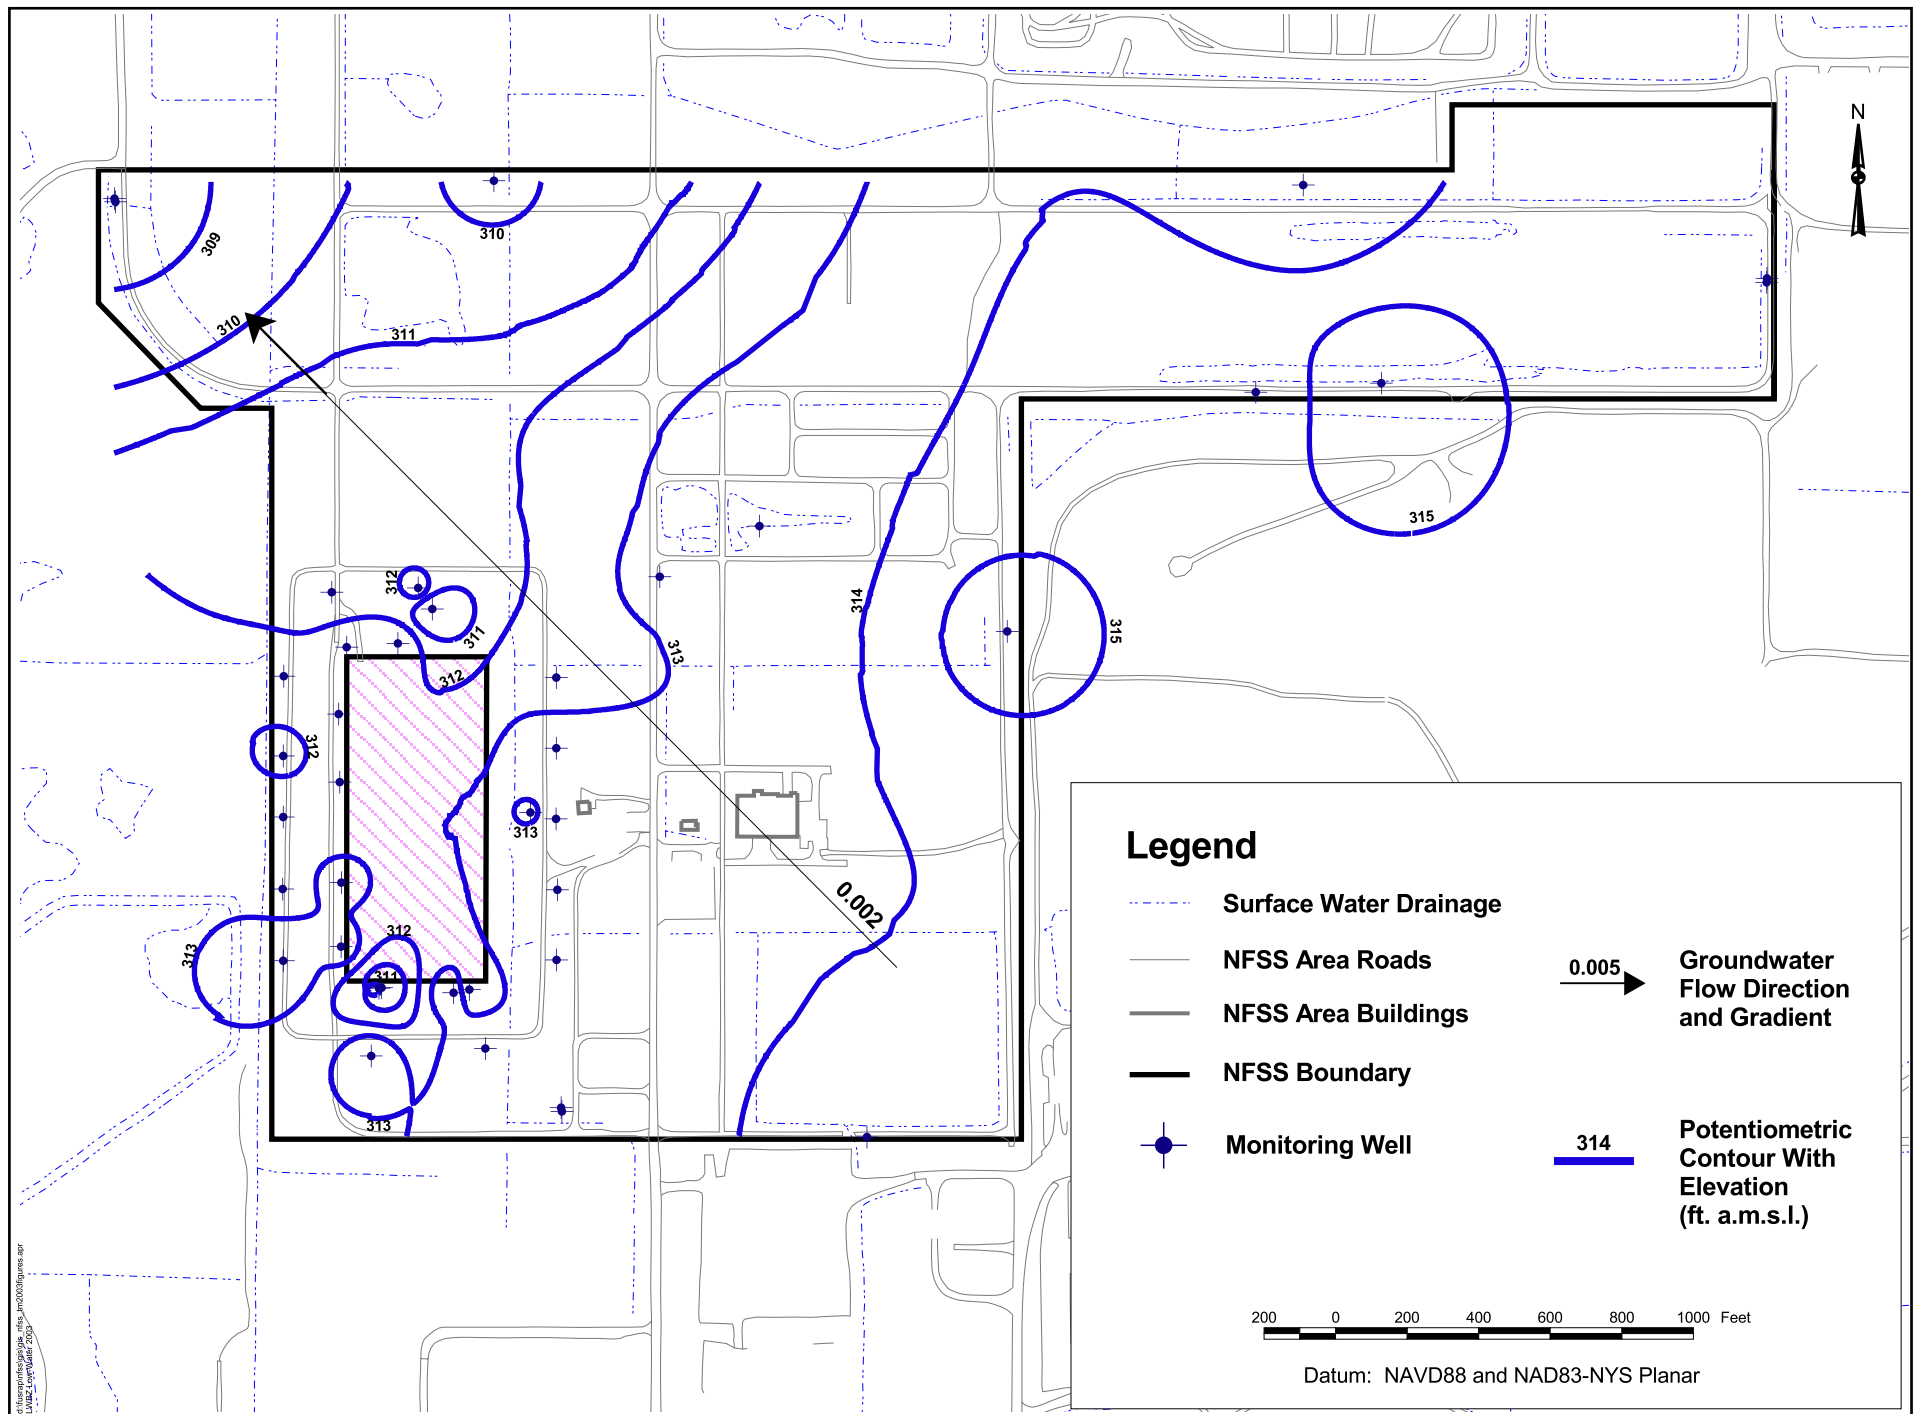 N
309
310
310
311
312
311
312
313
314
315
315
312
313
312
311
313
313
0.002
Legend
Surface Water Drainage
NFSS Area Roads
NFSS Area Buildings
NFSS Boundary
Monitoring Well
0.005
Groundwater
Flow Direction
and Gradient
314
Potentiometric
Contour With
Elevation
(ft. a.m.s.l.)
200 0 200 400 600 800 1000 Feet
Datum: NAVD88 and NAD83-NYS Planar